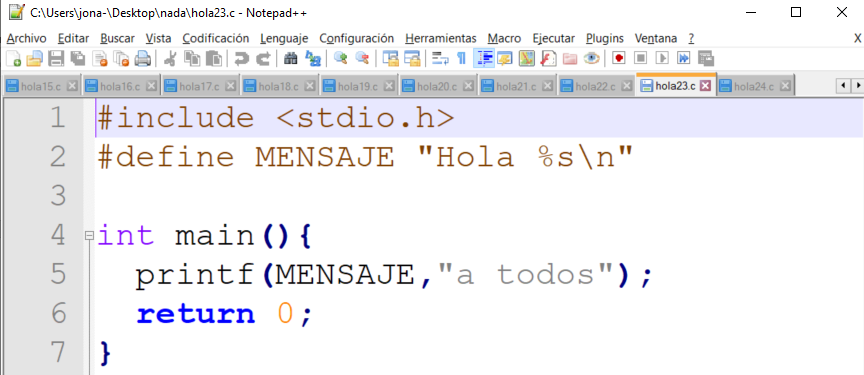 C:\Users\jona-\Desktop\nada\hola23.c - Notepad++
Archivo Editar Buscar Vista Codificación Lenguaje Configuración Herramientas Macro Ejecutar Plugins Ventana ? X
hola15.c hola16.c hola17.c hola18.c hola19.c hola20.c hola21.c hola22.c hola23.c hola24.c
1 #include <stdio.h>
2 #define MENSAJE "Hola %s\n"
3
4 int main(){
5 printf(MENSAJE,"a todos");
6 return 0;
7 }